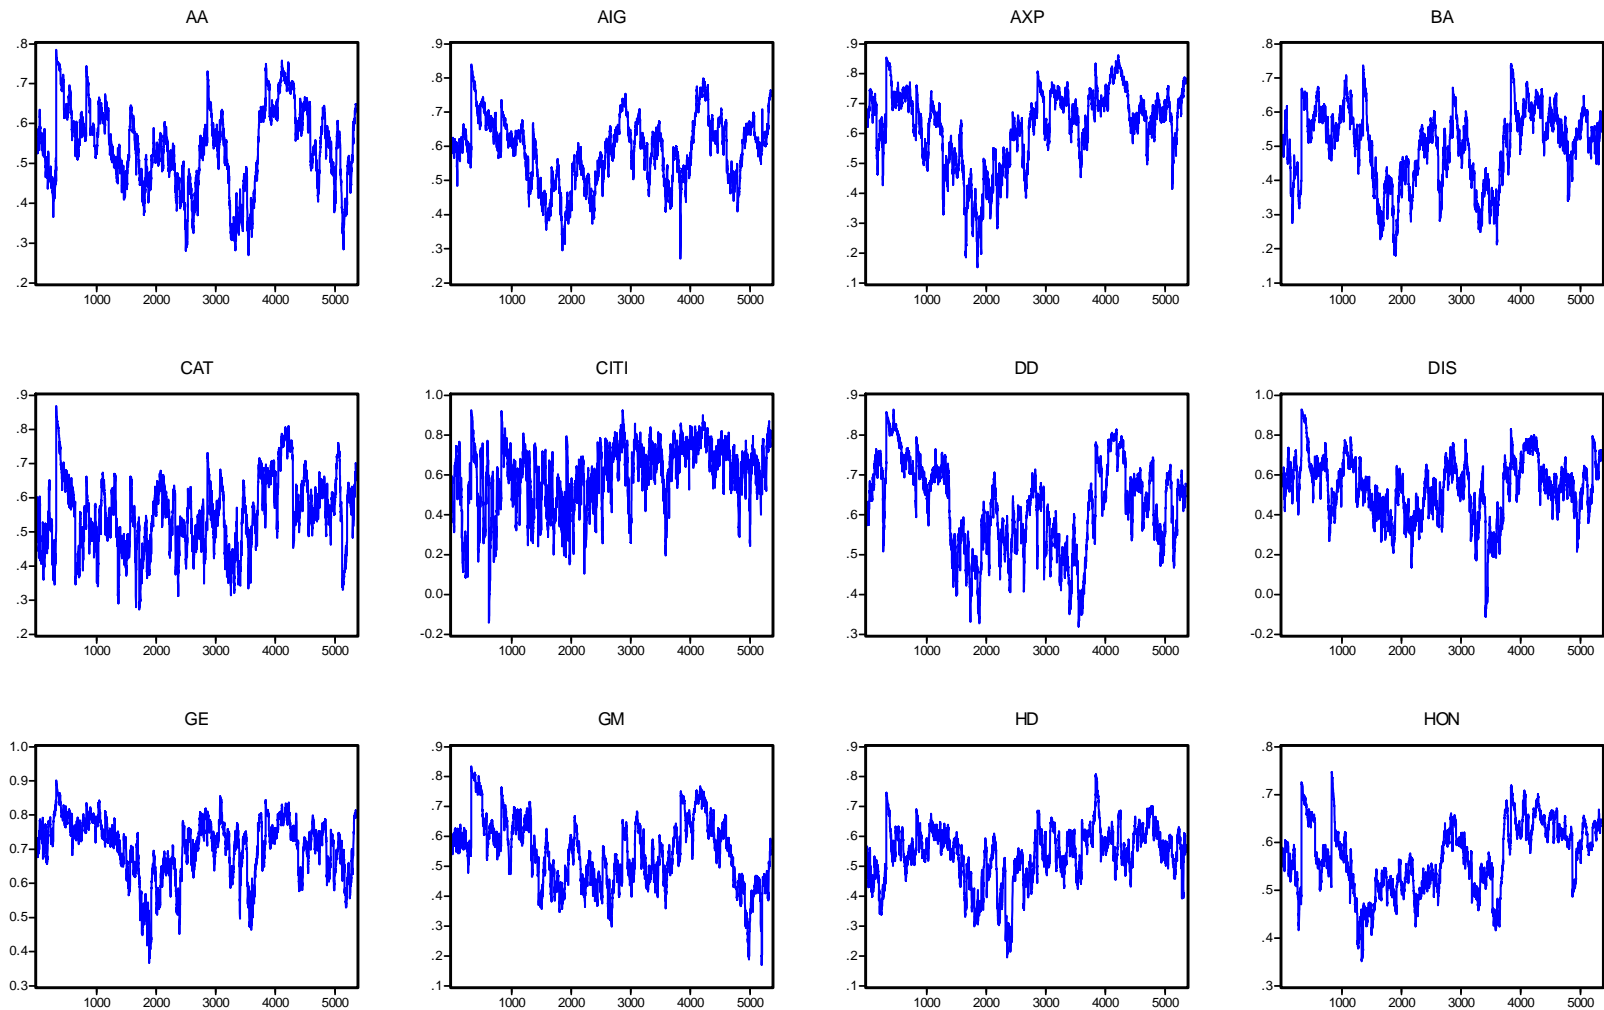 AA AIG AXP BA
.8 .9 .9 .8
.7 .8 .8 .7
.6 .7 .7 .6
.5 .6 .6 .5
.4 .5 .5 .4
.3 .4 .4 .3
.2 .3 .3 .2
.2 .2 .1
.1
1000 2000 3000 4000 5000 1000 2000 3000 4000 5000 1000 2000 3000 4000 5000 1000 2000 3000 4000 5000
CAT CITI DD DIS
.9 1.0 .9 1.0
.8 0.8 .8 0.8
.7 0.6 .7 0.6
.6 0.4 .6 0.4
.5 0.2 .5 0.2
.4 0.0 .4 0.0
.3 -0.2 .3 -0.2
.2
1000 2000 3000 4000 5000 1000 2000 3000 4000 5000 1000 2000 3000 4000 5000 1000 2000 3000 4000 5000
GE GM HD HON
1.0 .9 .9 .8
0.9 .8 .8 .7
0.8 .7 .7 .6
0.7 .6 .6 .5
0.6 .5 .5 .4
0.5 .4 .4 .3
0.4 .3 .3
0.3 .2 .2
.1 .1
1000 2000 3000 4000 5000 1000 2000 3000 4000 5000 1000 2000 3000 4000 5000 1000 2000 3000 4000 5000